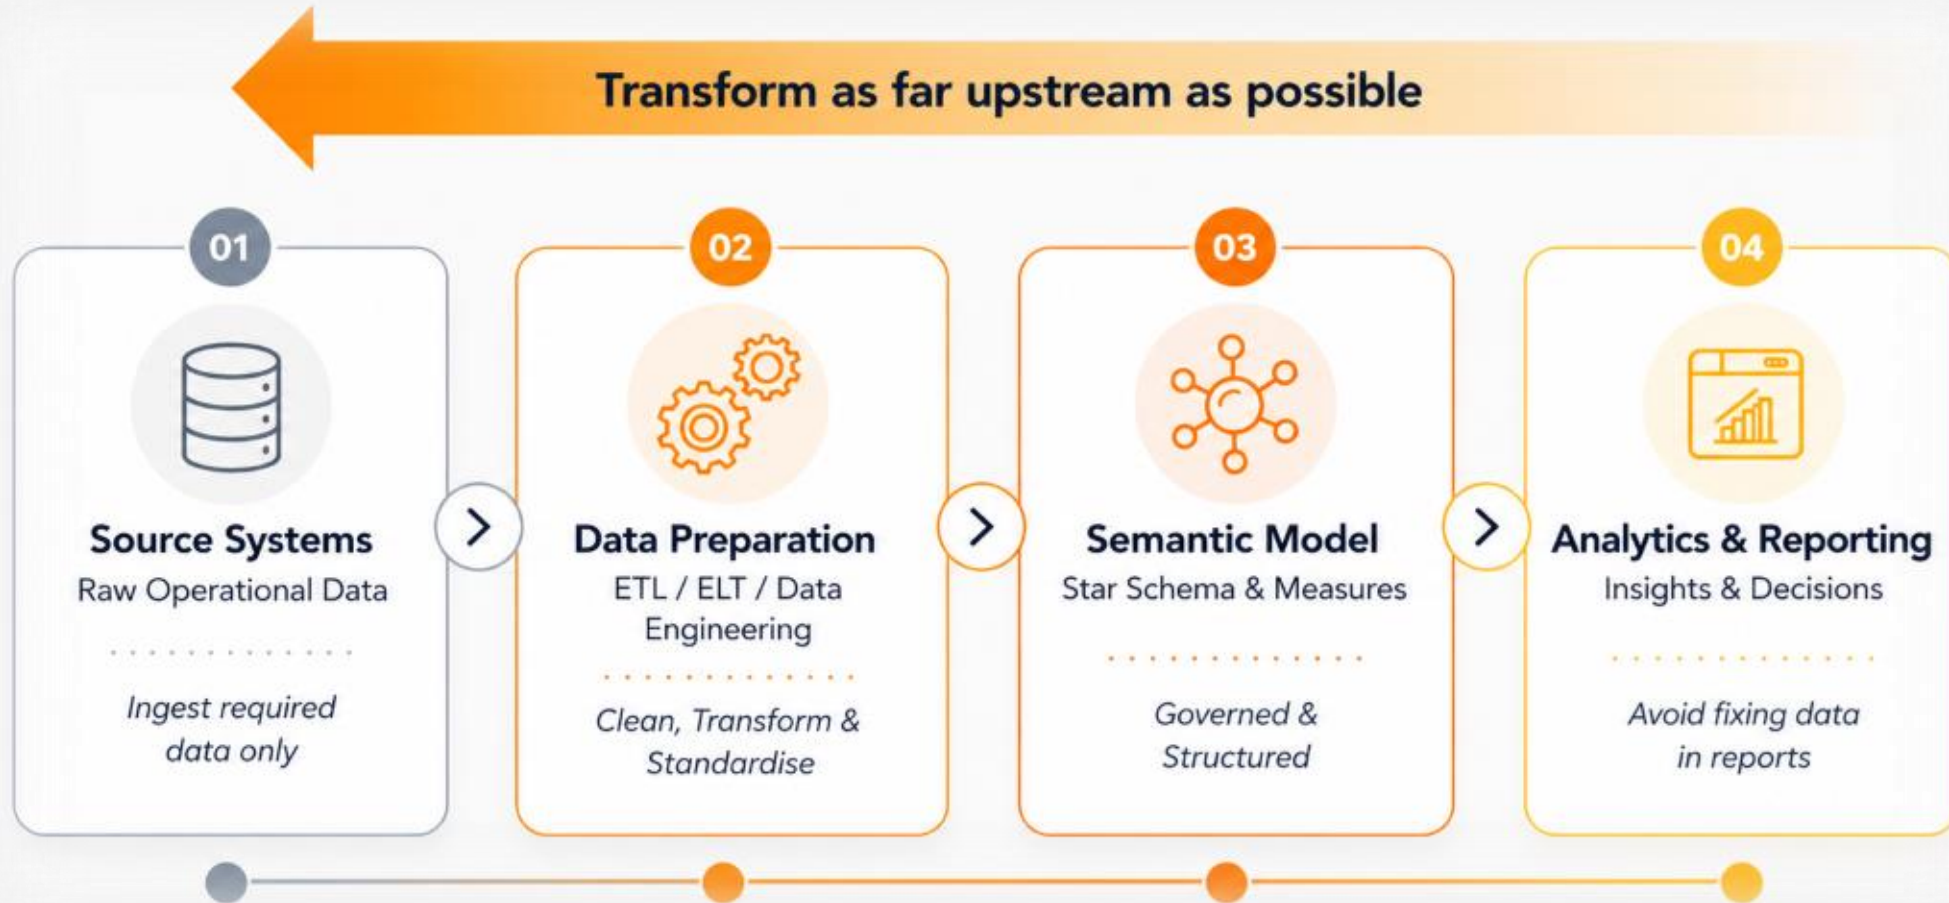 Transform as far upstream as possible
01
Source Systems
Raw Operational Data
Ingest required
data only
02
Data Preparation
ETL / ELT / Data
Engineering
Clean, Transform &
Standardise
03
Semantic Model
Star Schema & Measures
Governed &
Structured
04
Analytics & Reporting
Insights & Decisions
Avoid fixing data
in reports